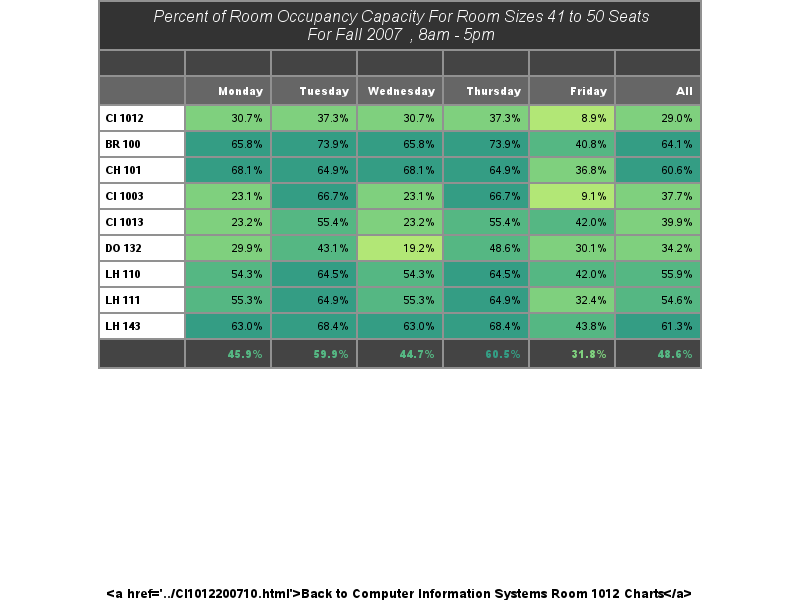 Percent of Room Occupancy Capacity For Room Sizes 41 to 50 Seats
For Fall 2007 , 8am - 5pm
Monday Tuesday Wednesday Thursday Friday All
CI 1012 30.7% 37.3% 30.7% 37.3% 8.9% 29.0%
BR 100 65.8% 73.9% 65.8% 73.9% 40.8% 64.1%
CH 101 68.1% 64.9% 68.1% 64.9% 36.8% 60.6%
CI 1003 23.1% 66.7% 23.1% 66.7% 9.1% 37.7%
CI 1013 23.2% 55.4% 23.2% 55.4% 42.0% 39.9%
DO 132 29.9% 43.1% 19.2% 48.6% 30.1% 34.2%
LH 110 54.3% 64.5% 54.3% 64.5% 42.0% 55.9%
LH 111 55.3% 64.9% 55.3% 64.9% 32.4% 54.6%
LH 143 63.0% 68.4% 63.0% 68.4% 43.8% 61.3%
45.9% 59.9% 44.7% 60.5% 31.8% 48.6%
<a href='../CI1012200710.html'>Back to Computer Information Systems Room 1012 Charts</a>